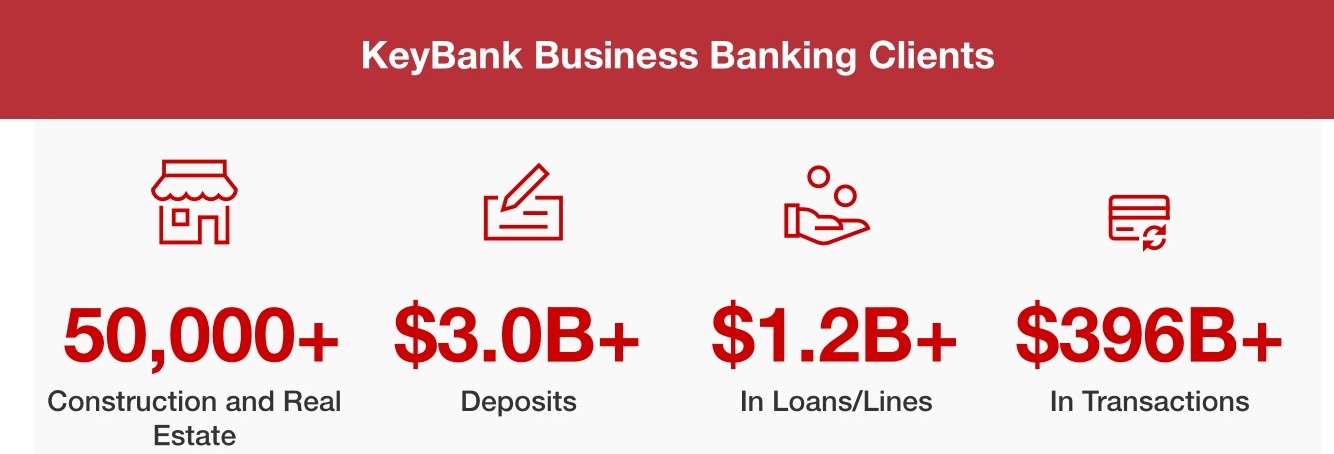 KeyBank Business Banking Clients
50,000+
Construction and Real
Estate
$3.0B+
Deposits
$1.2B+
In Loans/Lines
$396B+
In Transactions